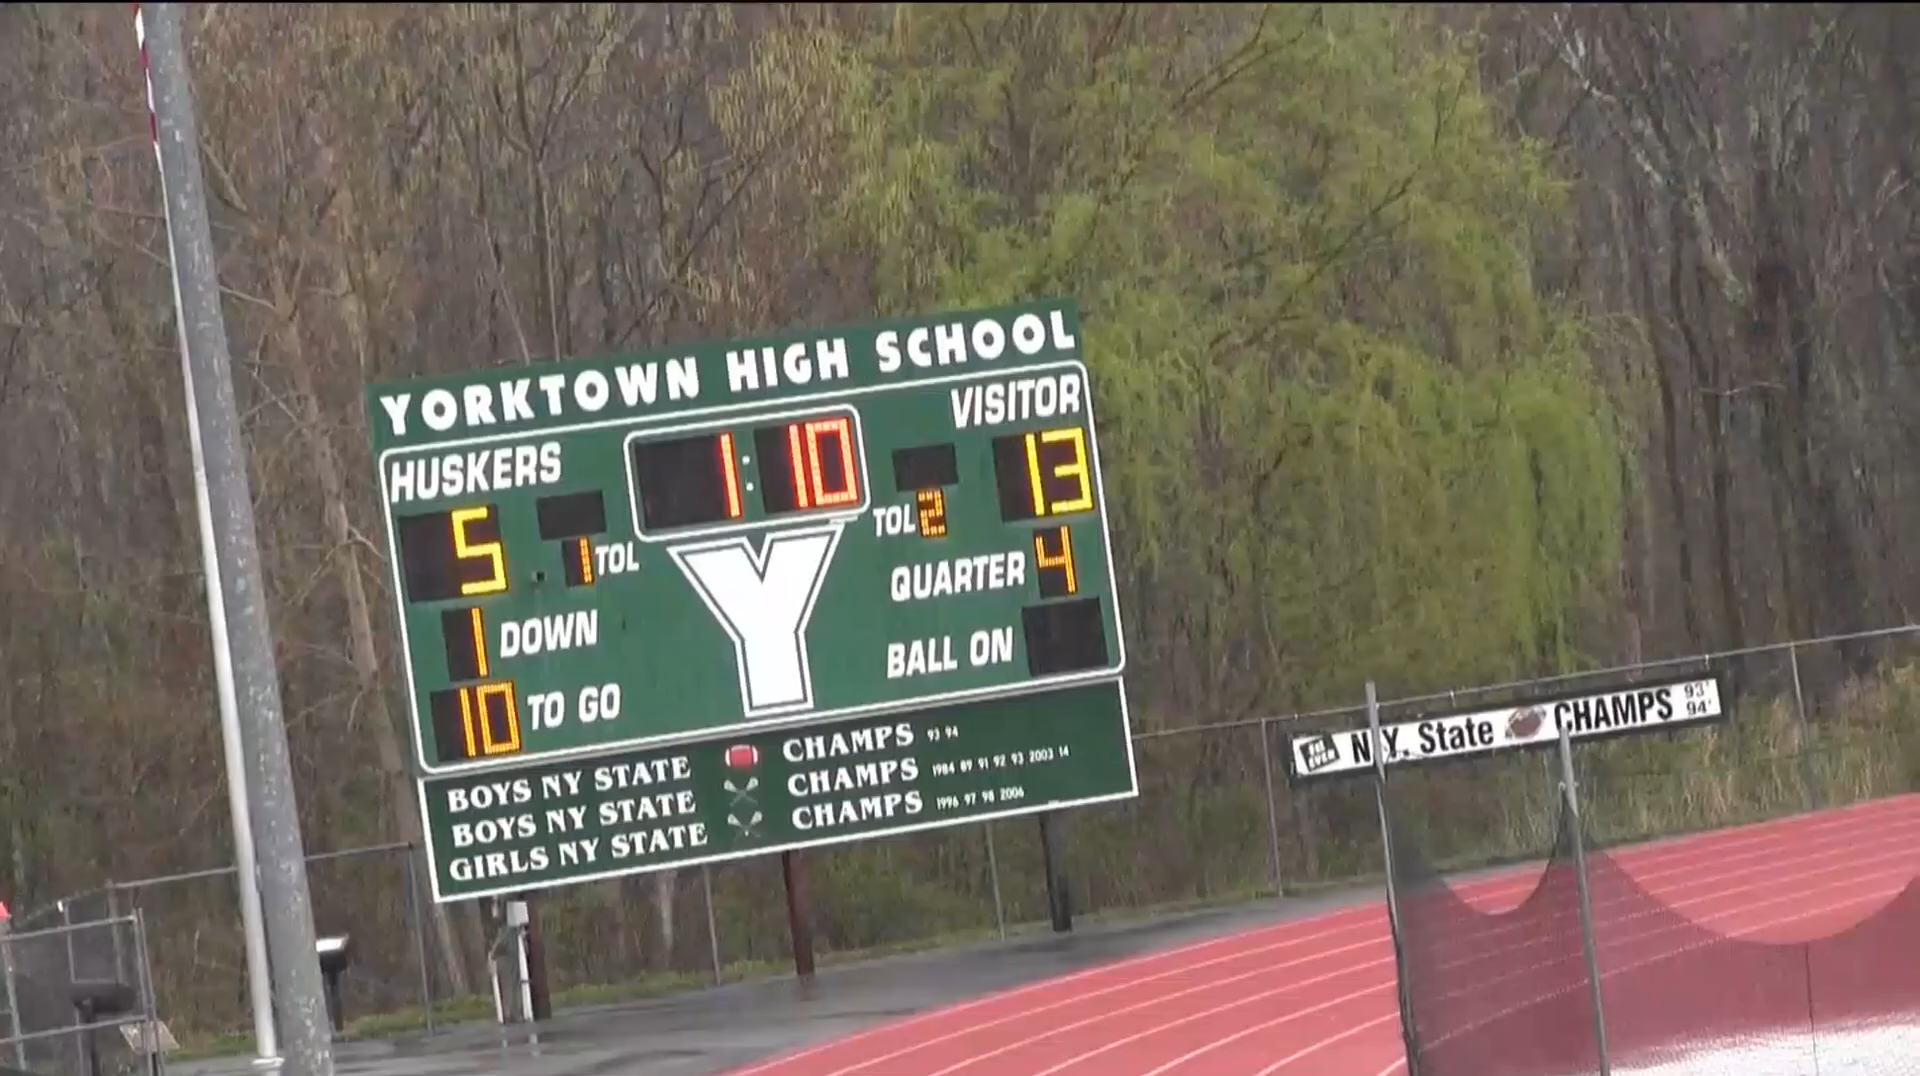 YORKTOWN HIGH SCHOOL
HUSKERS
1:10
VISITOR
5
1 TOL
TOL 2
13
1 DOWN
Y
QUARTER 4
10 TO GO
BALL ON
BOYS NY STATE CHAMPS 93 94
BOYS NY STATE CHAMPS 1984 89 91 92 93 2003 14
GIRLS NY STATE CHAMPS 1996 97 98 2006
N.Y. State CHAMPS 93' 94'